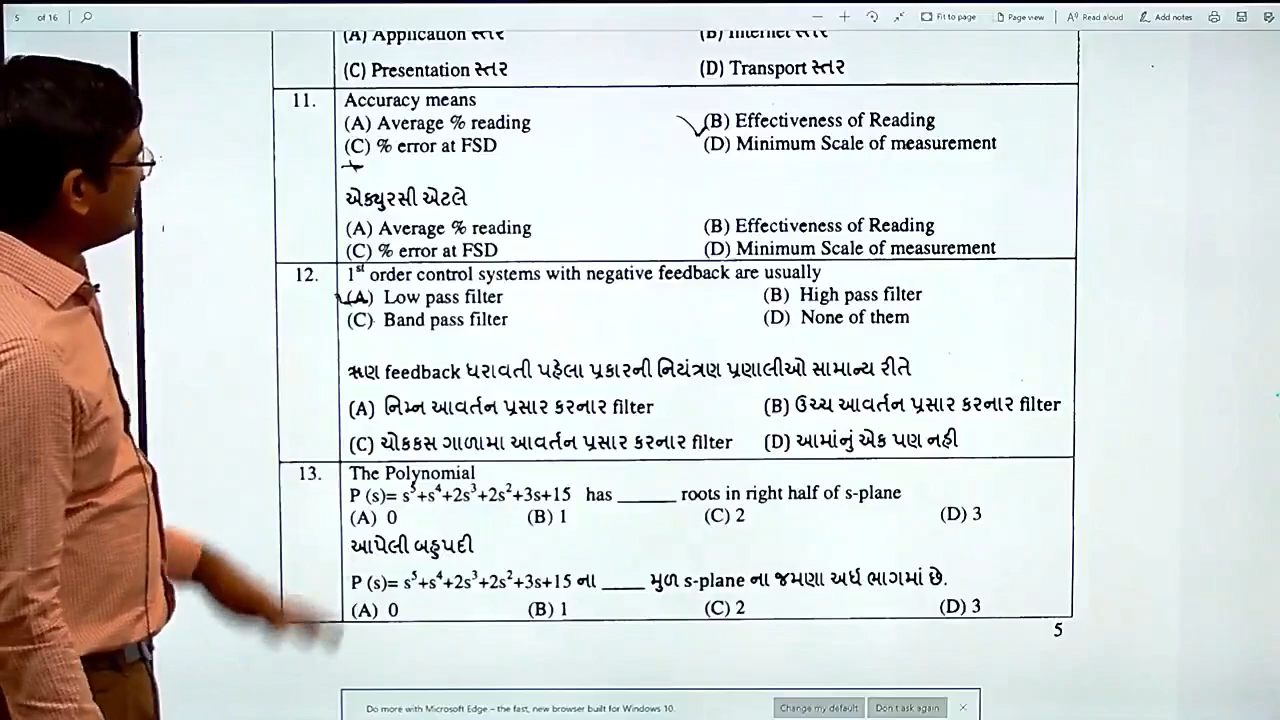 5 of 16 Fit to page Page view Read aloud Add notes
(A) Application સ્તર (B) Internet સ્તર
(C) Presentation સ્તર (D) Transport સ્તર
11. Accuracy means
(A) Average % reading (B) Effectiveness of Reading
(C) % error at FSD (D) Minimum Scale of measurement
એક્યુરસી એટલે
(A) Average % reading (B) Effectiveness of Reading
(C) % error at FSD (D) Minimum Scale of measurement
12. 1st order control systems with negative feedback are usually
(A) Low pass filter (B) High pass filter
(C) Band pass filter (D) None of them
ઋણ feedback ધરાવતી પહેલા પ્રકારની નિયંત્રણ પ્રણાલીઓ સામાન્ય રીતે
(A) નિમ્ન આવર્તન પ્રસાર કરનાર filter (B) ઉચ્ચ આવર્તન પ્રસાર કરનાર filter
(C) ચોકકસ ગાળામા આવર્તન પ્રસાર કરનાર filter (D) આમાંનું એક પણ નહી
13. The Polynomial
P (s)= s⁵+s⁴+2s³+2s²+3s+15 has ______ roots in right half of s-plane
(A) 0 (B) 1 (C) 2 (D) 3
આપેલી બહુપદી
P (s)= s⁵+s⁴+2s³+2s²+3s+15 ના _____ મુળ s-plane ના જમણા અર્ધ ભાગમાં છે.
(A) 0 (B) 1 (C) 2 (D) 3
5
Do more with Microsoft Edge – the fast, new browser built for Windows 10. Change my default Don't ask again